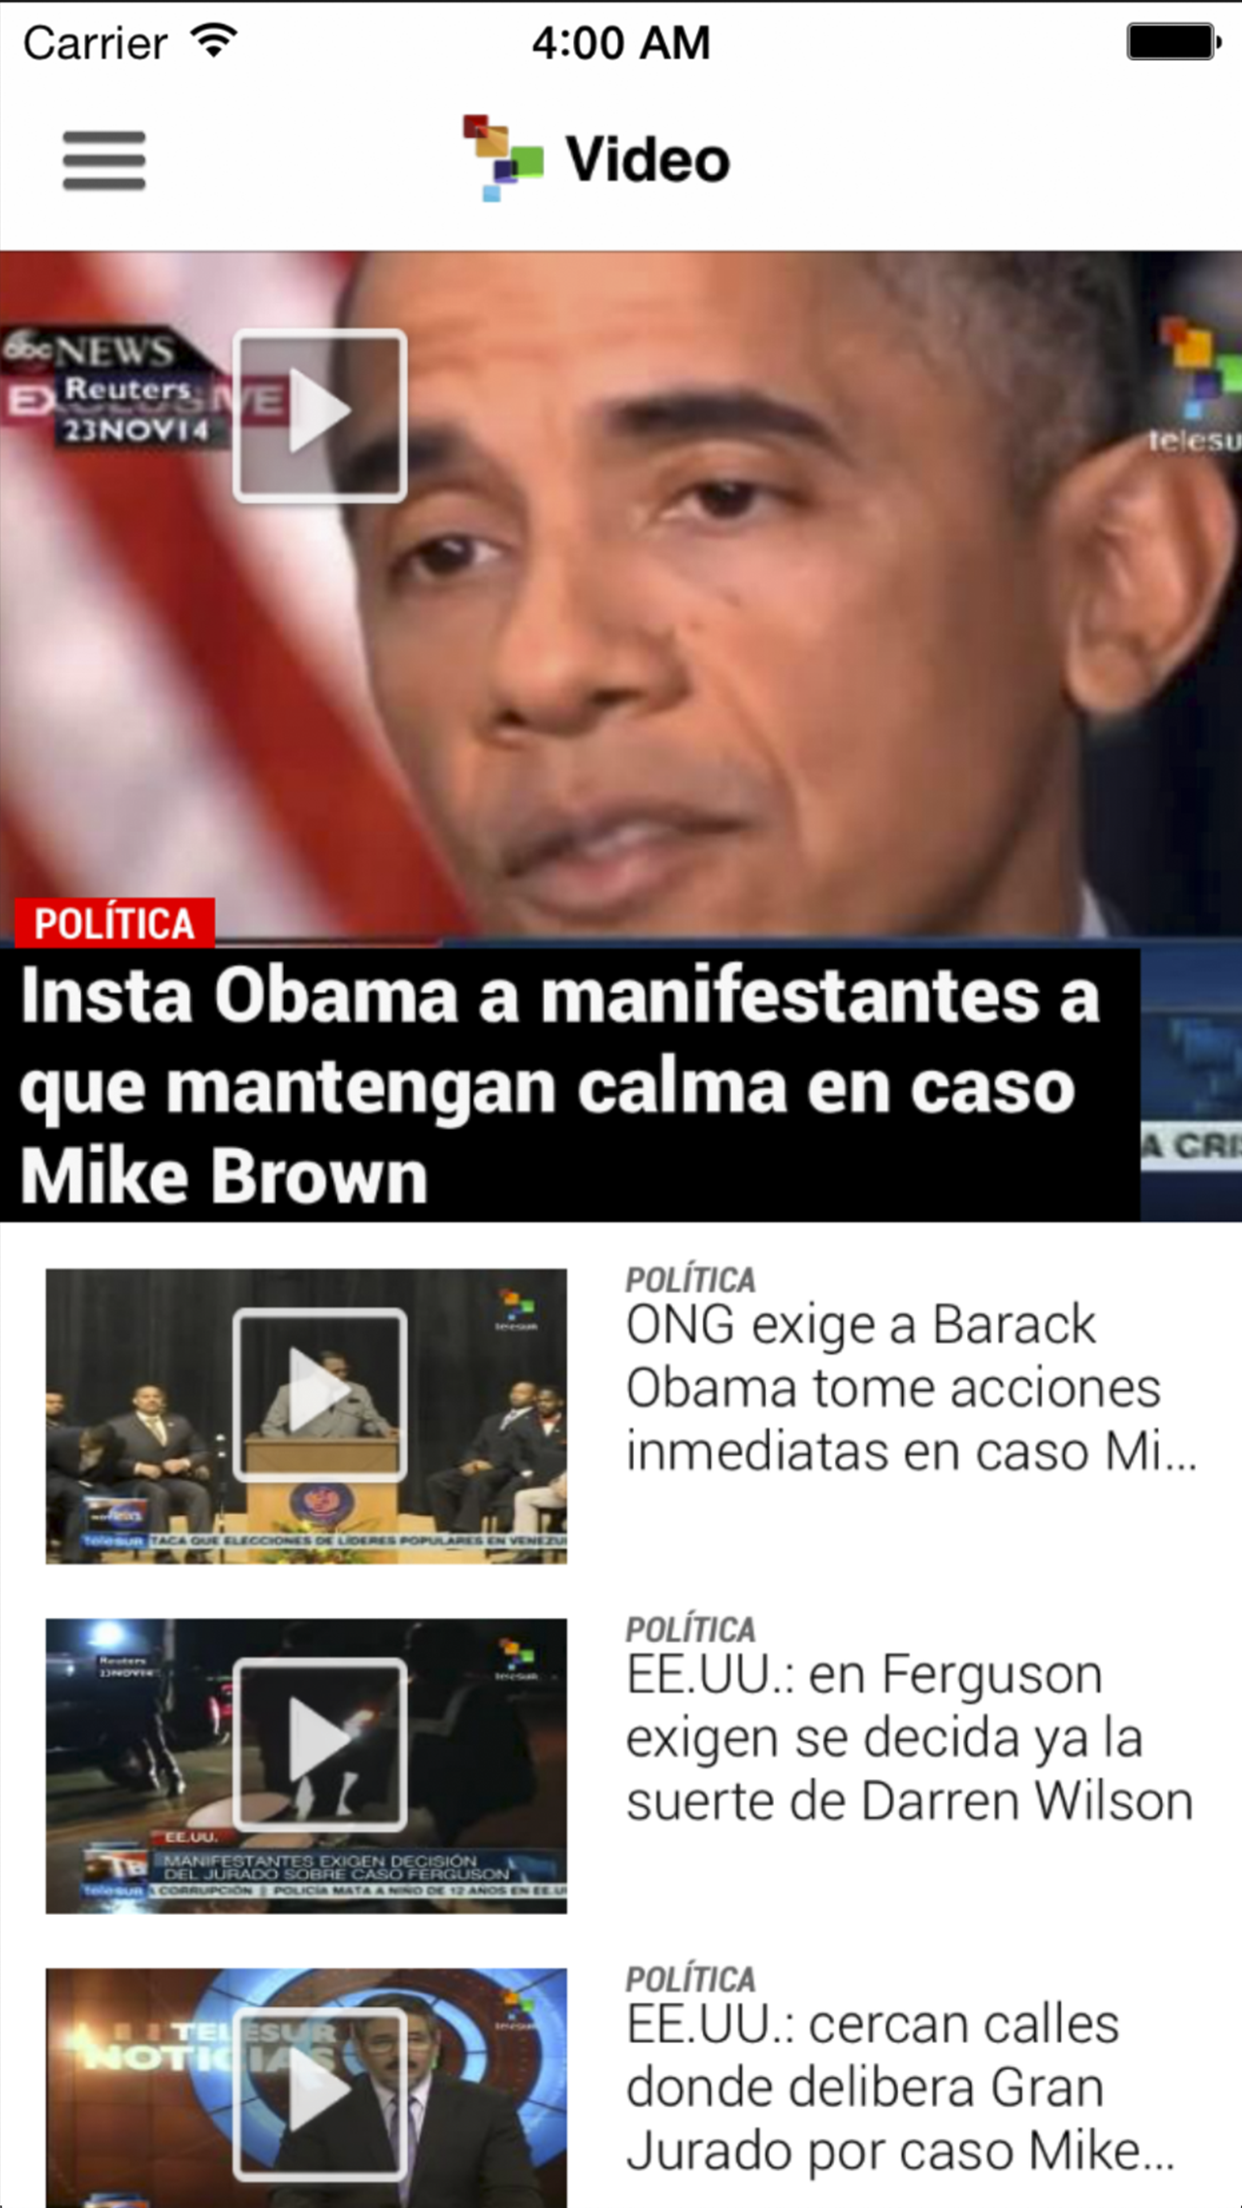 Carrier
4:00 AM
Video
abc NEWS
EXCLUSIVE
Reuters
23NOV14
telesu
POLÍTICA
Insta Obama a manifestantes a
que mantengan calma en caso
Mike Brown
A CRI
telesur
POLÍTICA
ONG exige a Barack
Obama tome acciones
inmediatas en caso Mi...
telesur TACA QUE ELECCIONES DE LIDERES POPULARES EN VENEZU
Reuters
23NOV14
telesur
POLÍTICA
EE.UU.: en Ferguson
exigen se decida ya la
suerte de Darren Wilson
EE.UU.
MANIFESTANTES EXIGEN DECISIÓN
DEL JURADO SOBRE CASO FERGUSON
telesur CORRUPCIÓN || POLICÍA MATA A NIÑO DE 12 AÑOS EN EE.U
TELESUR
NOTICIAS
POLÍTICA
EE.UU.: cercan calles
donde delibera Gran
Jurado por caso Mike...